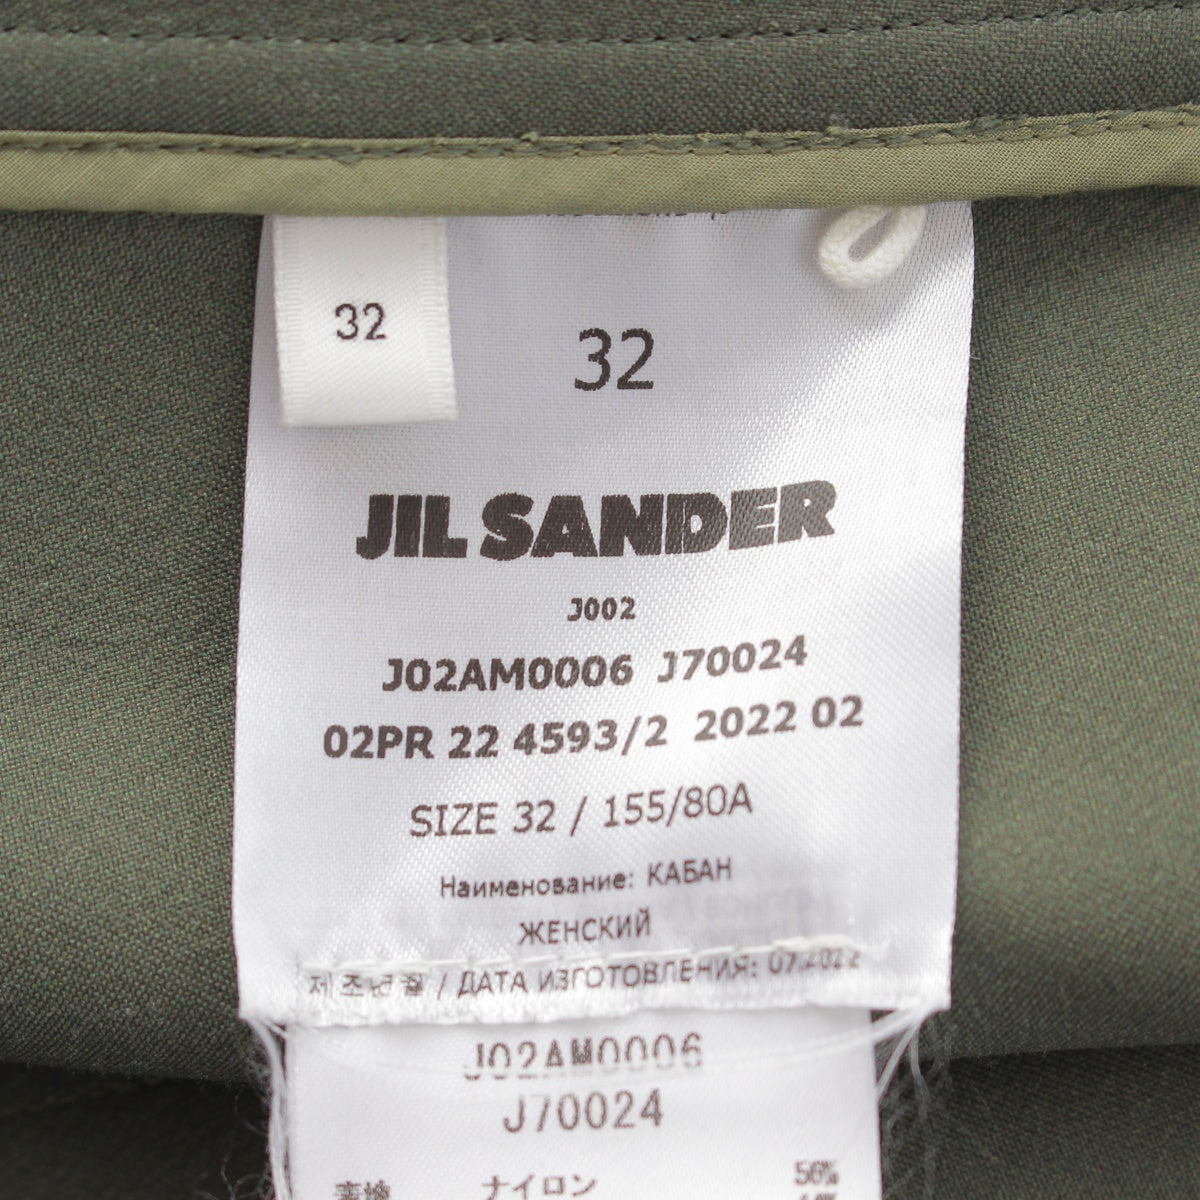 32
32
JIL SANDER
J002
J02AM0006 J70024
02PR 22 4593/2 2022 02
SIZE 32 / 155/80A
Наименование: КАБАН
ЖЕНСКИЙ
제조년월 / ДАТА ИЗГОТОВЛЕНИЯ: 07.2022
J02AM0006
J70024
ナイロン 56%